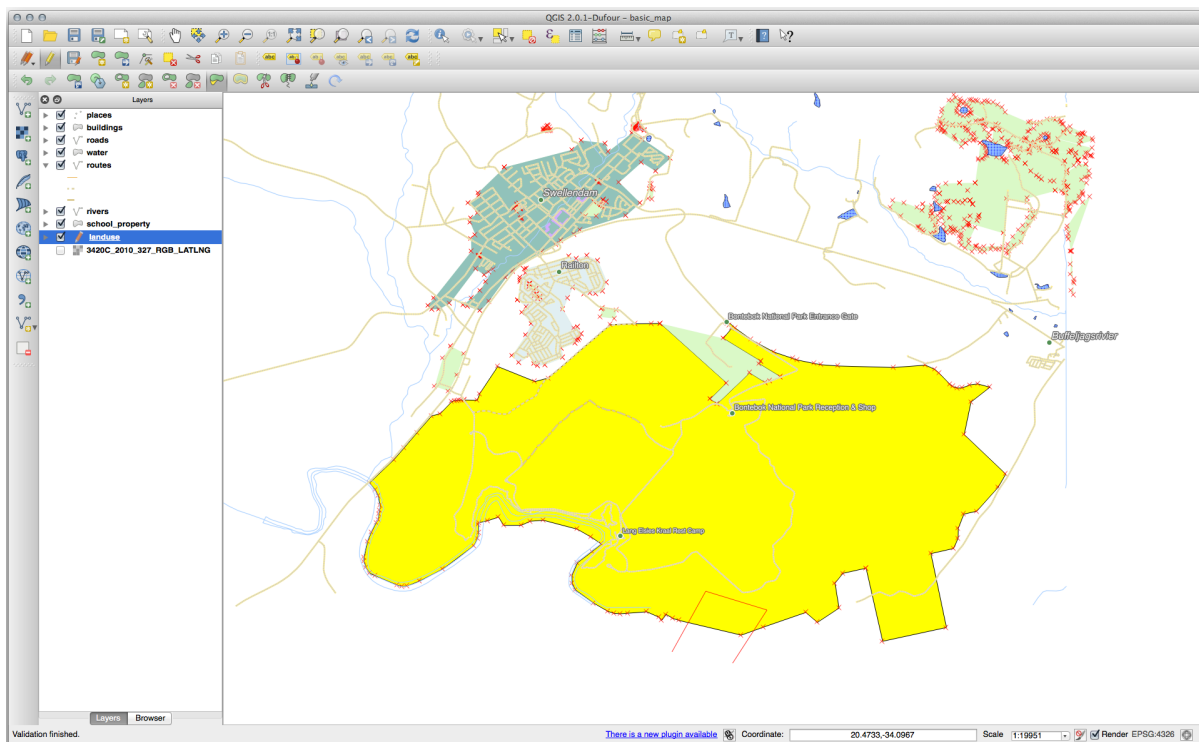 QGIS 2.0.1-Dufour - basic_map
Layers
places
buildings
roads
water
routes
rivers
school_property
landuse
3420C_2010_327_RGB_LATLNG
Swellendam
Railton
Bontebok National Park Entrance Gate
Buffeljagsrivier
Bontebok National Park Reception & Shop
Lang Elsies Kraal Rest Camp
Layers Browser
Validation finished.
There is a new plugin available
Coordinate: 20.4733,-34.0967
Scale 1:19951
Render EPSG:4326